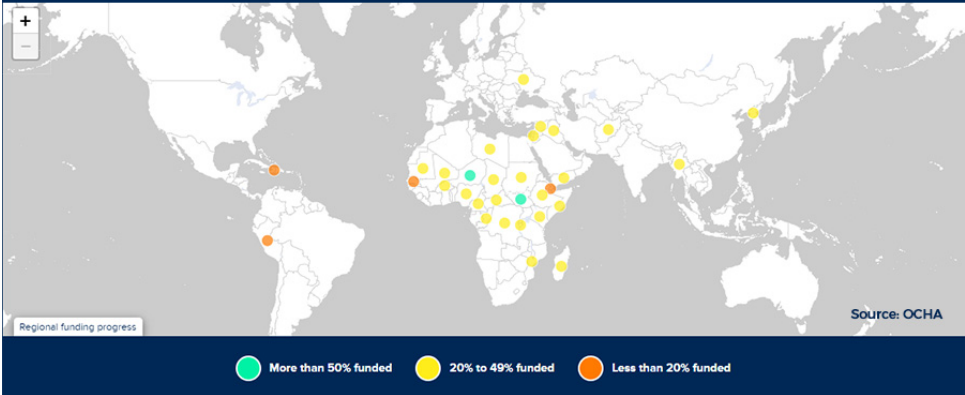 +
−
Source: OCHA
Regional funding progress
More than 50% funded
20% to 49% funded
Less than 20% funded